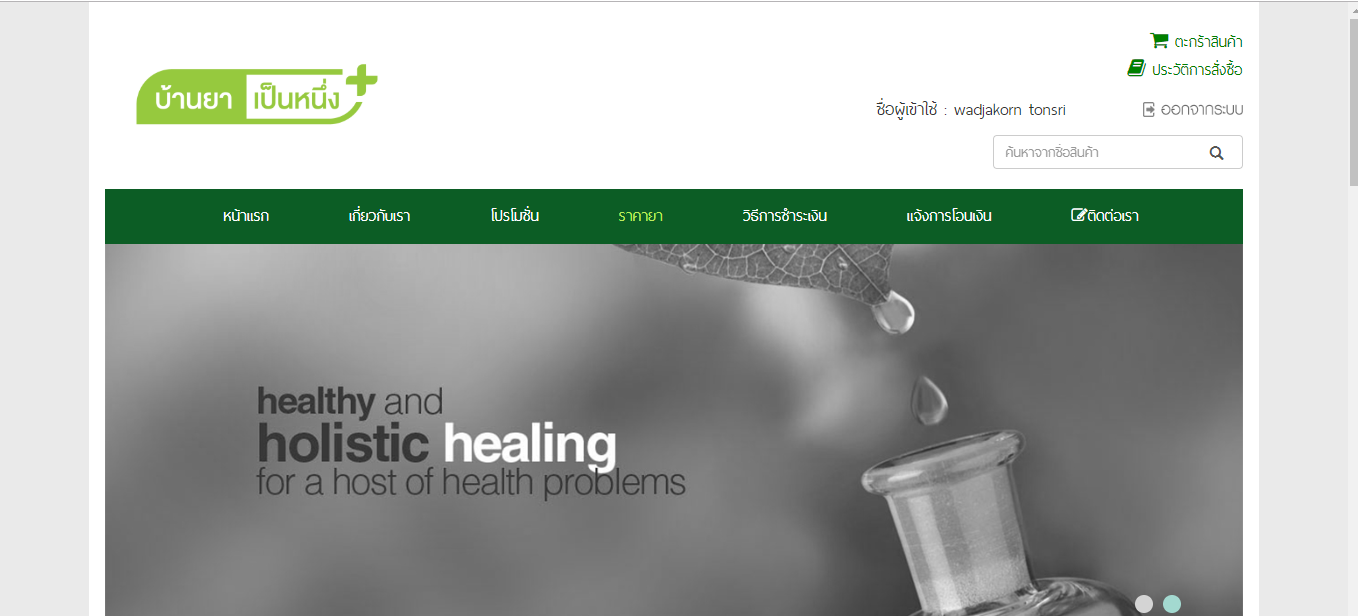 ตะกร้าสินค้า
ประวัติการสั่งซื้อ
บ้านยา เป็นหนึ่ง
ชื่อผู้เข้าใช้ : wadjakorn tonsri ออกจากระบบ
ค้นหาจากชื่อสินค้า
หน้าแรก เกี่ยวกับเรา โปรโมชั่น ราคายา วิธีการชำระเงิน แจ้งการโอนเงิน ติดต่อเรา
healthy and
holistic healing
for a host of health problems